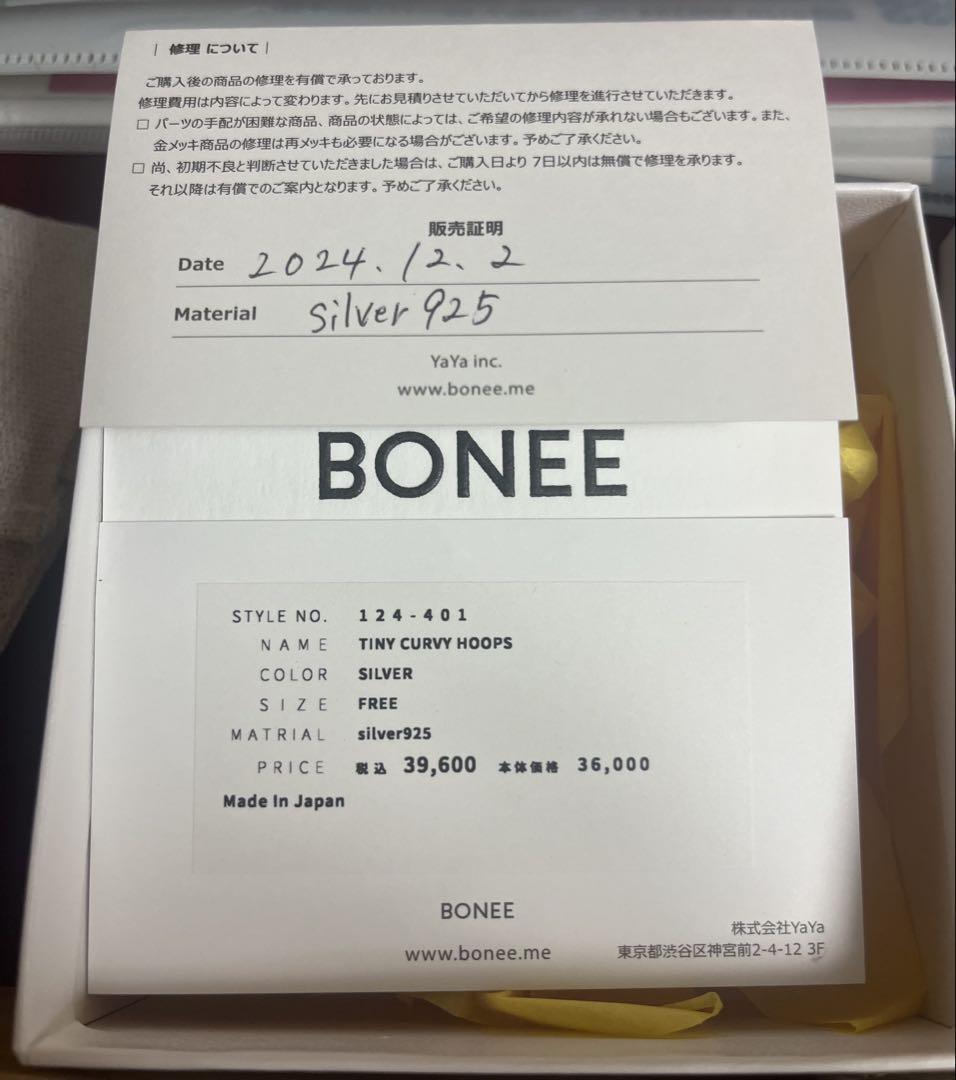 | 修理 について |
ご購入後の商品の修理を有償で承っております。
修理費用は内容によって変わります。先にお見積りさせていただいてから修理を進行させていただきます。
□ パーツの手配が困難な商品、商品の状態によっては、ご希望の修理内容が承れない場合もございます。また、
金メッキ商品の修理は再メッキも必要になる場合がございます。予めご了承ください。
□ 尚、初期不良と判断させていただきました場合は、ご購入日より 7日以内は無償で修理を承ります。
それ以降は有償でのご案内となります。予めご了承ください。
販売証明
Date 2024.12.2
Material silver 925
YaYa inc.
www.bonee.me
BONEE
STYLE NO. 124-401
NAME TINY CURVY HOOPS
COLOR SILVER
SIZE FREE
MATRIAL silver925
PRICE 税込 39,600 本体価格 36,000
Made In Japan
BONEE
www.bonee.me
株式会社YaYa
東京都渋谷区神宮前2-4-12 3F